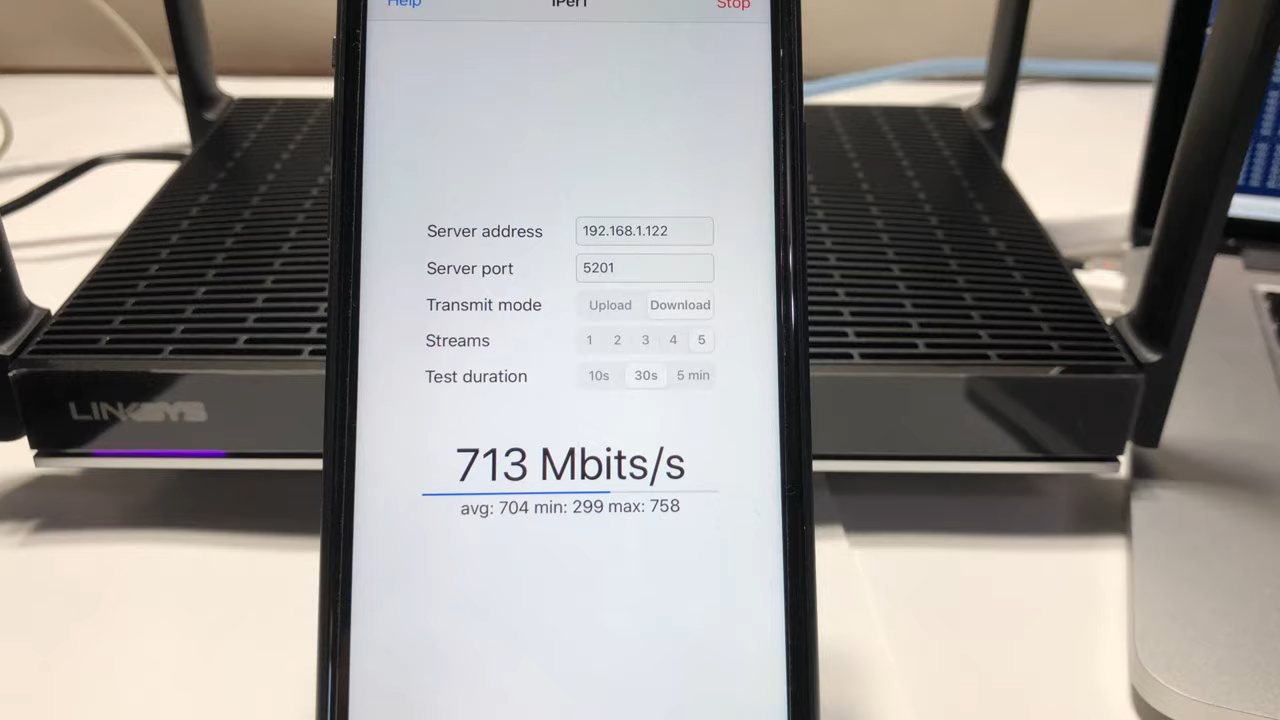 Help iPerf Stop
Server address 192.168.1.122
Server port 5201
Transmit mode Upload Download
Streams 1 2 3 4 5
Test duration 10s 30s 5 min
LINKSYS
713 Mbits/s
avg: 704 min: 299 max: 758